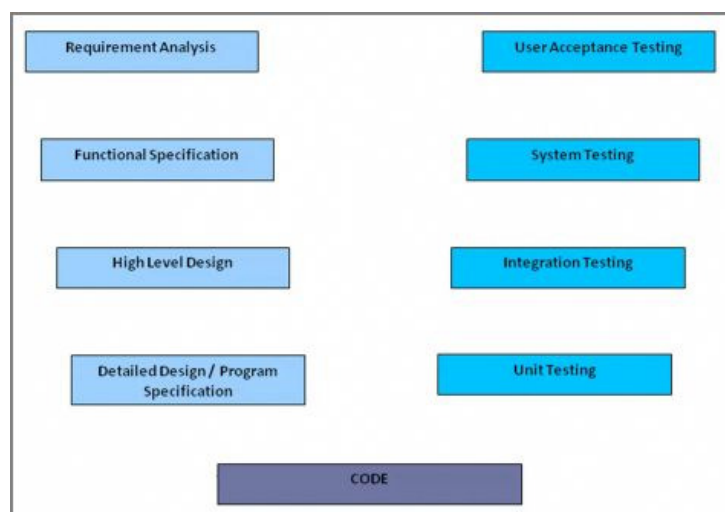 Requirement Analysis
User Acceptance Testing
Functional Specification
System Testing
High Level Design
Integration Testing
Detailed Design / Program
Specification
Unit Testing
CODE